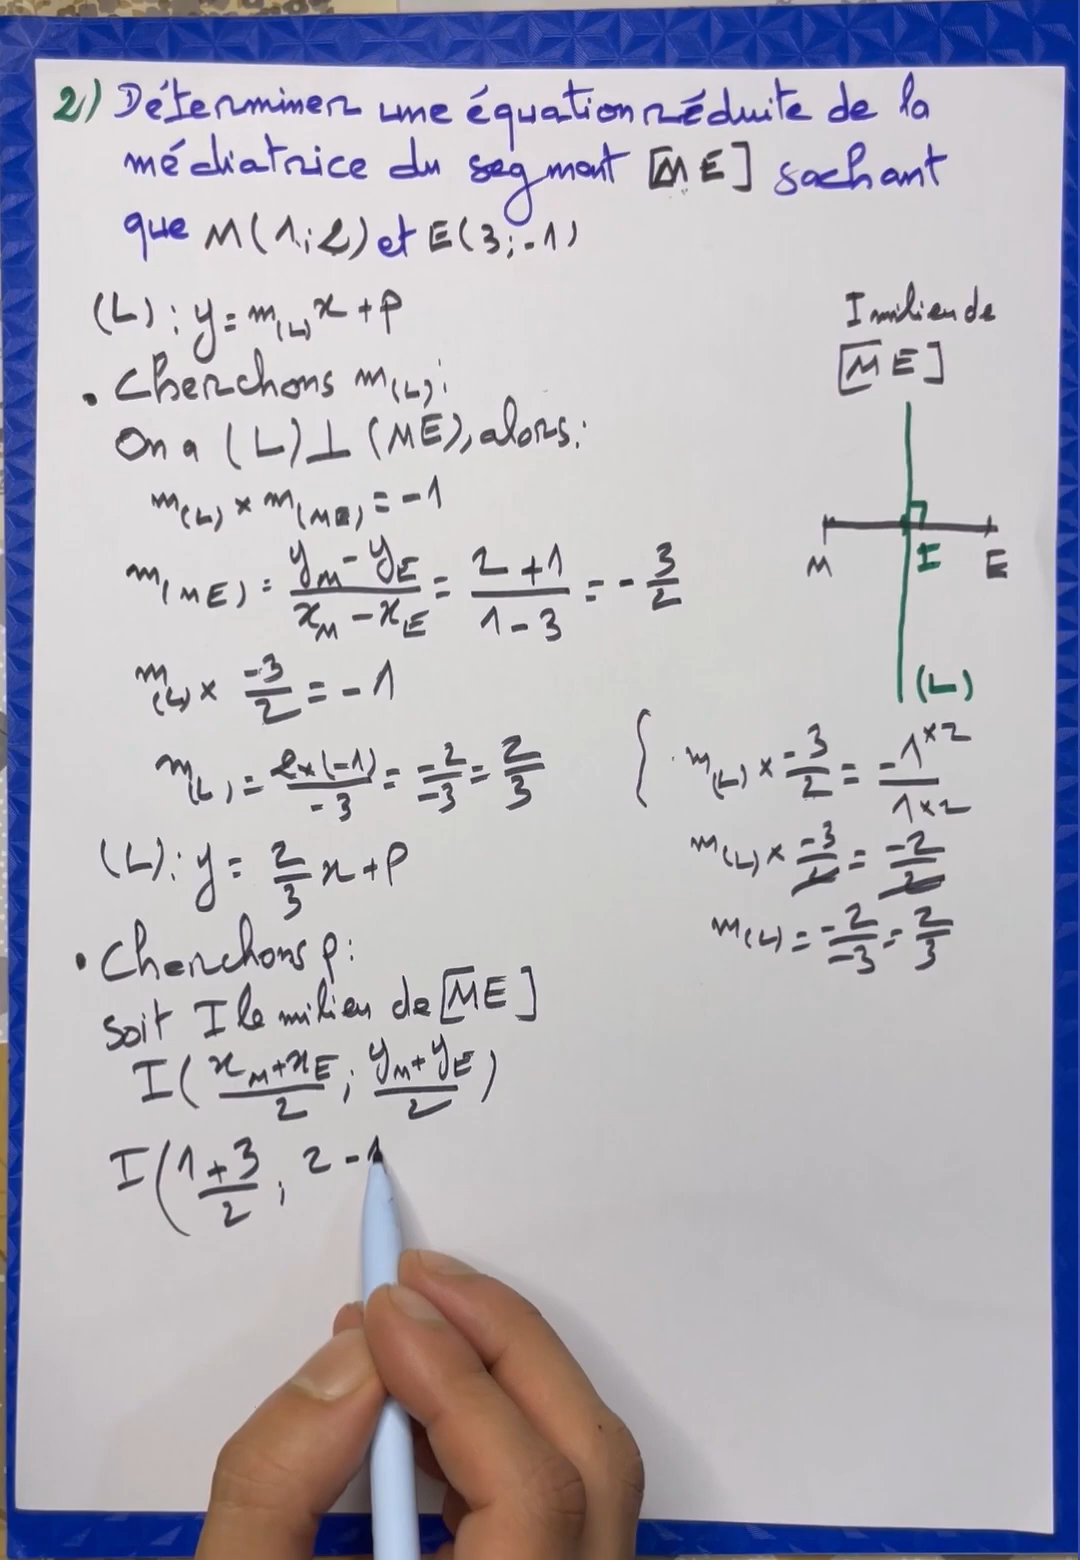 2) Déterminer une équation réduite de la
médiatrice du segment [ME] sachant
que M(1;2) et E(3;-1)
(L): y = m(L) x + p
• Cherchons m(L):
On a (L) ⊥ (ME), alors:
m(L) × m(ME) = -1
m(ME) = (yM - yE)/(xM - xE) = (2+1)/(1-3) = -3/2
m(L) × -3/2 = -1
m(L) = 2×(-1)/-3 = -2/-3 = 2/3
(L): y = 2/3 x + p
• Cherchons p:
soit I le milieu de [ME]
I((xM+xE)/2 ; (yM+yE)/2)
I((1+3)/2 ; 2-1
I milieu de
[ME]
M I E
(L)
{ . m(L) × -3/2 = -1×2/1×2
m(L) × -3/2 = -2/2
m(L) = -2/-3 = 2/3